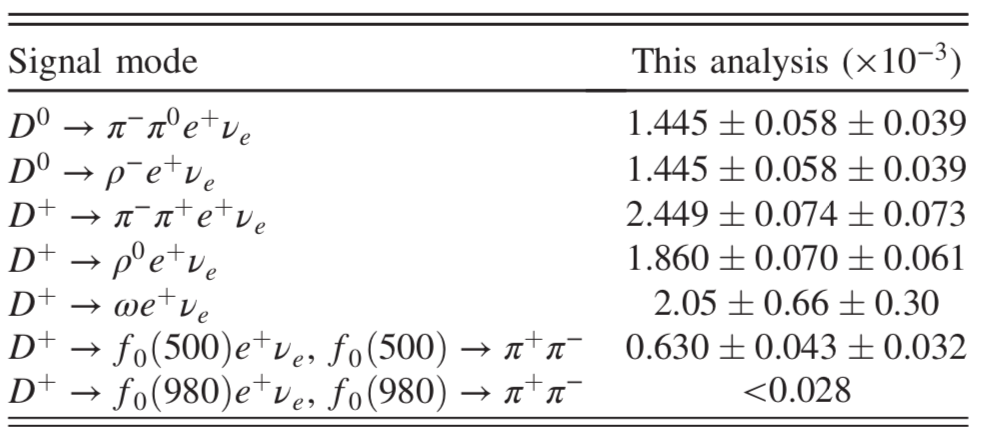 Signal mode This analysis (×10⁻³)
D⁰ → π⁻π⁰e⁺νₑ 1.445 ± 0.058 ± 0.039
D⁰ → ρ⁻e⁺νₑ 1.445 ± 0.058 ± 0.039
D⁺ → π⁻π⁺e⁺νₑ 2.449 ± 0.074 ± 0.073
D⁺ → ρ⁰e⁺νₑ 1.860 ± 0.070 ± 0.061
D⁺ → ωe⁺νₑ 2.05 ± 0.66 ± 0.30
D⁺ → f₀(500)e⁺νₑ, f₀(500) → π⁺π⁻ 0.630 ± 0.043 ± 0.032
D⁺ → f₀(980)e⁺νₑ, f₀(980) → π⁺π⁻ <0.028